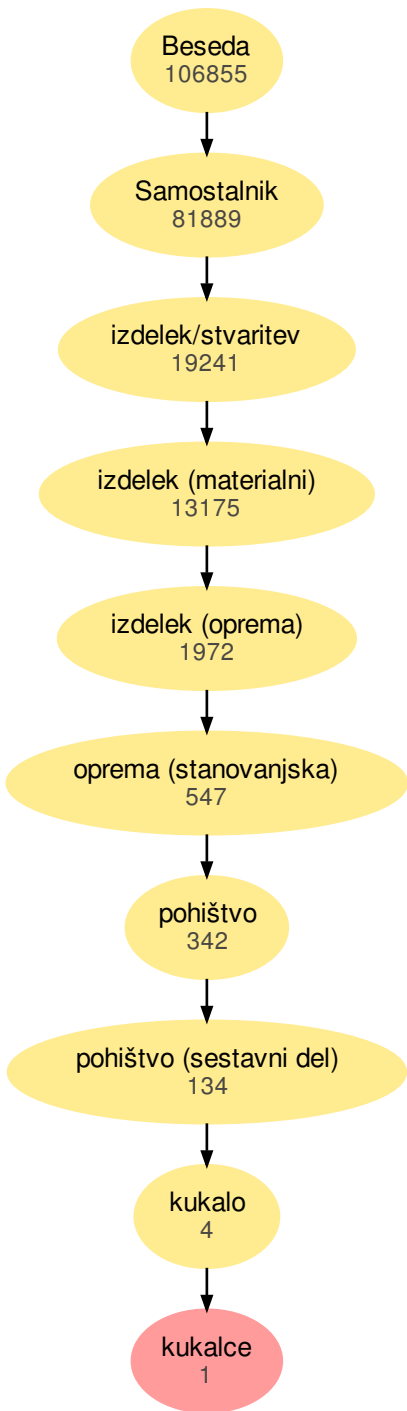 Beseda
106855
Samostalnik
81889
izdelek/stvaritev
19241
izdelek (materialni)
13175
izdelek (oprema)
1972
oprema (stanovanjska)
547
pohištvo
342
pohištvo (sestavni del)
134
kukalo
4
kukalce
1